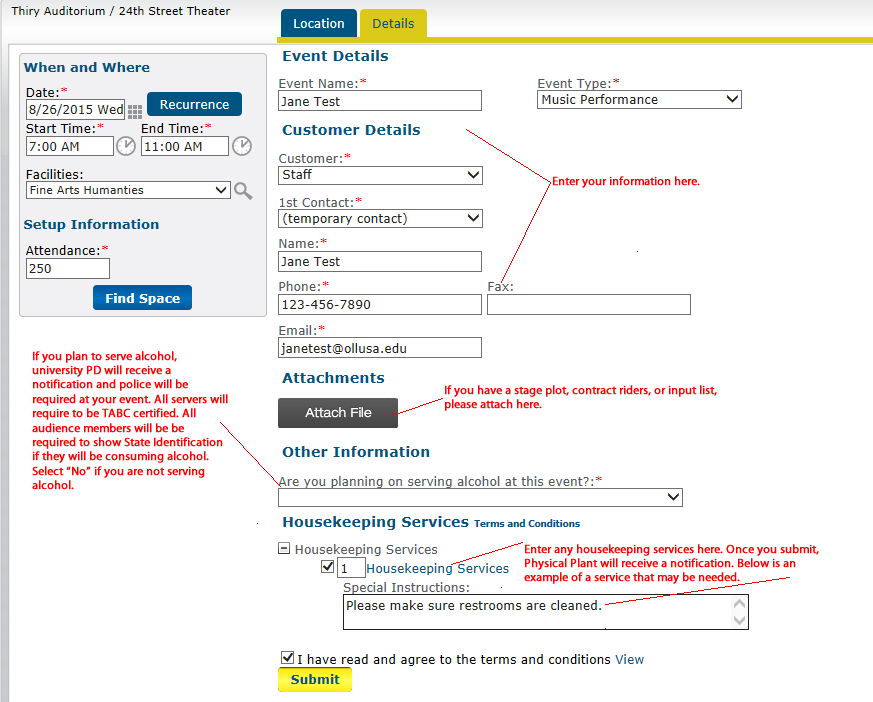 Thiry Auditorium / 24th Street Theater
Location
Details
When and Where
Date:*
8/26/2015 Wed
Recurrence
Start Time:* End Time:*
7:00 AM
11:00 AM
Facilities:
Fine Arts Humanties
Setup Information
Attendance:*
250
Find Space
If you plan to serve alcohol,
university PD will receive a
notification and police will be
required at your event. All servers will
require to be TABC certified. All
audience members will be be
required to show State Identification
if they will be consuming alcohol.
Select “No” if you are not serving
alcohol.
Event Details
Event Name:*
Jane Test
Event Type:*
Music Performance
Customer Details
Customer:*
Staff
Enter your information here.
1st Contact:*
(temporary contact)
Name:*
Jane Test
Phone:*
123-456-7890
Fax:
Email:*
janetest@ollusa.edu
Attachments
Attach File
If you have a stage plot, contract riders, or input list,
please attach here.
Other Information
Are you planning on serving alcohol at this event?:*
Housekeeping Services Terms and Conditions
Housekeeping Services
1 Housekeeping Services
Enter any housekeeping services here. Once you submit,
Physical Plant will receive a notification. Below is an
example of a service that may be needed.
Special Instructions:
Please make sure restrooms are cleaned.
I have read and agree to the terms and conditions View
Submit